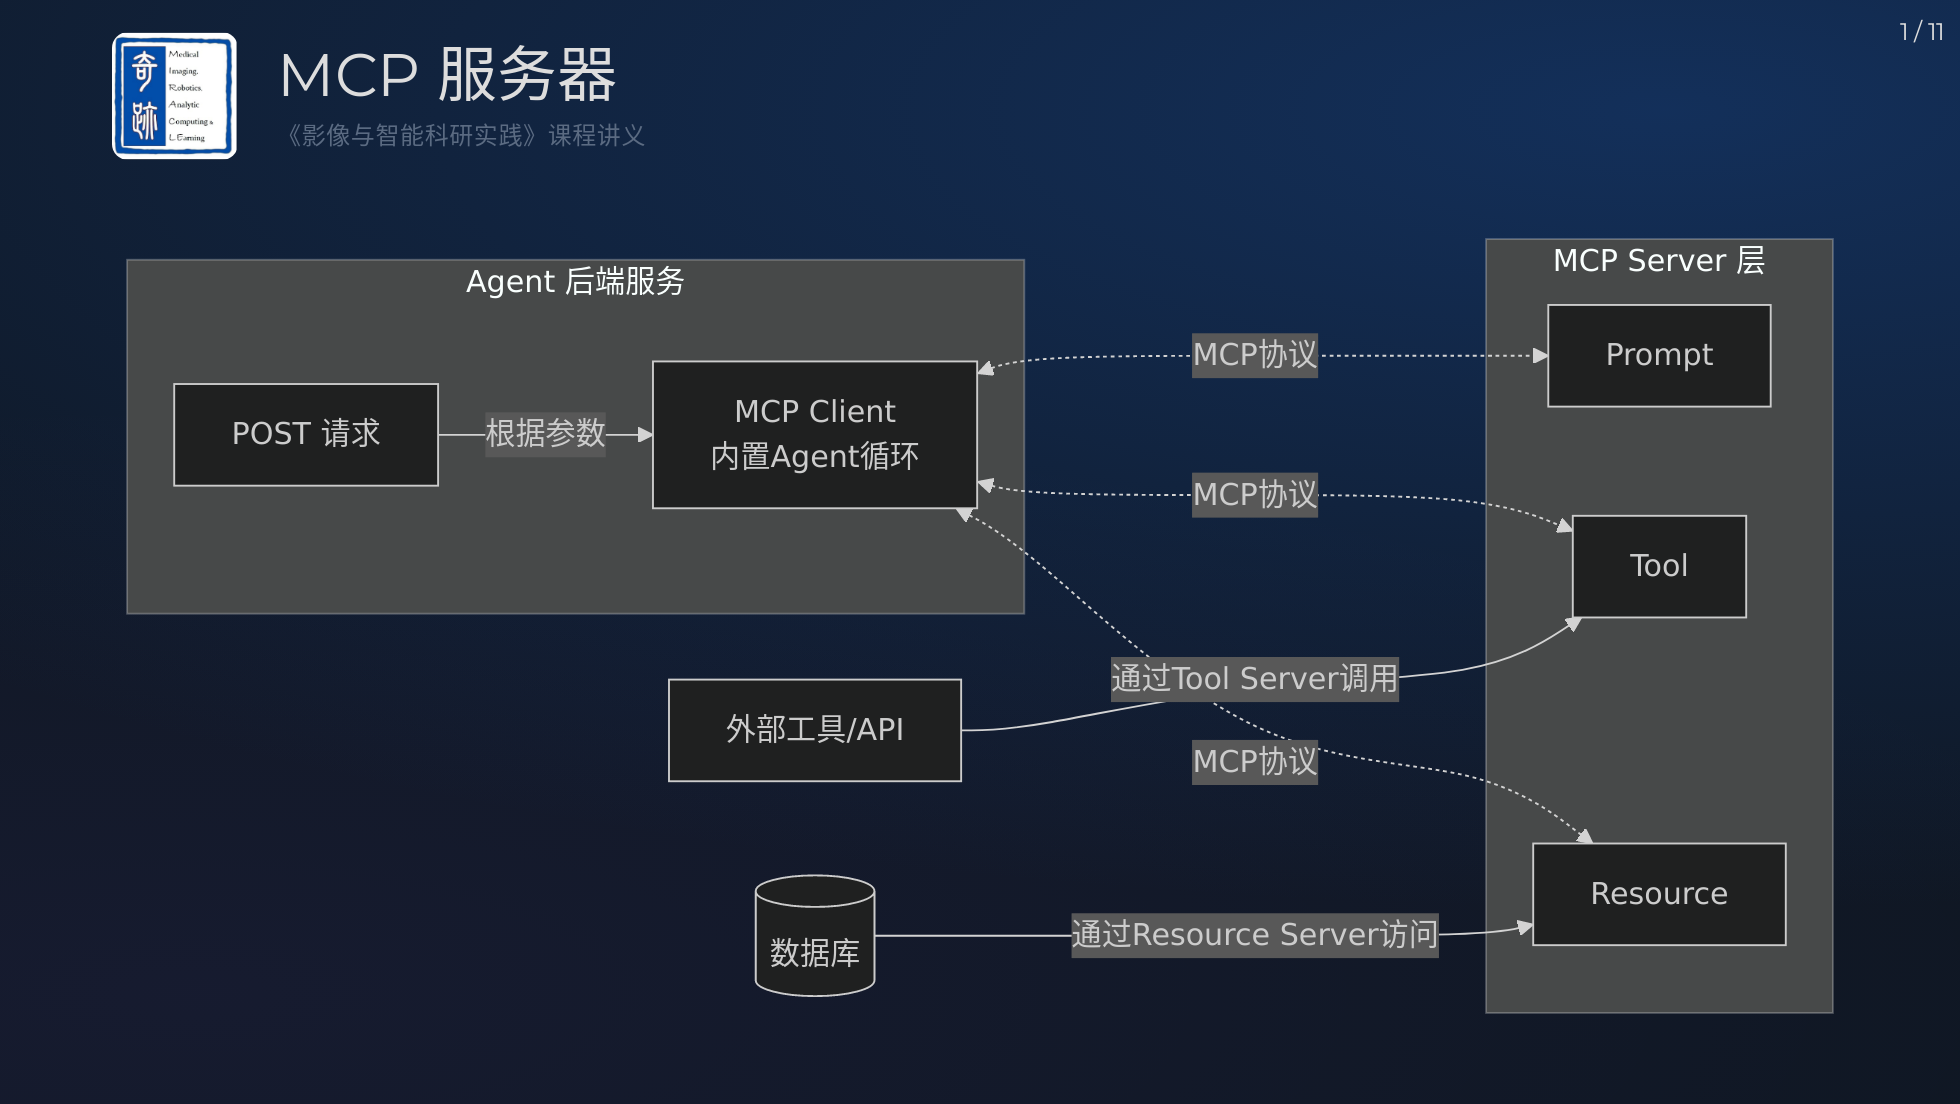 1 / 11
奇迹
Medical
Imaging,
Robotics,
Analytic
Computing &
LEarning
MCP 服务器
《影像与智能科研实践》课程讲义
Agent 后端服务
POST 请求
根据参数
MCP Client
内置Agent循环
MCP协议
MCP协议
MCP Server 层
Prompt
Tool
通过Tool Server调用
外部工具/API
MCP协议
Resource
数据库
通过Resource Server访问